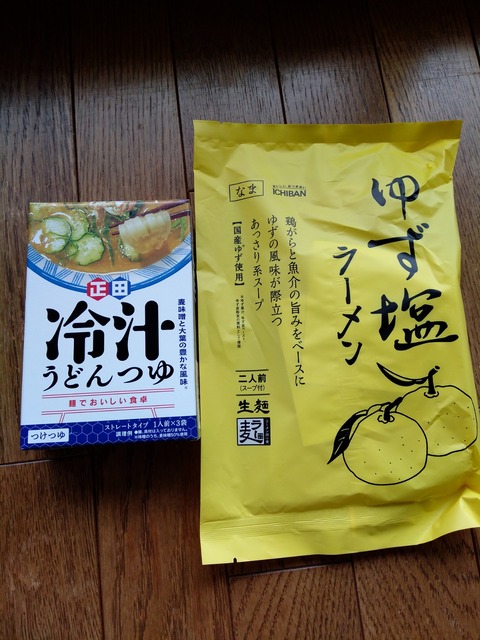 正田
冷汁
うどんつゆ
麦味噌と大葉の豊かな風味
麺でおいしい食卓
ストレートタイプ 1人前×3袋
つけつゆ
調理例
なま
ICHIBAN
ゆず塩
ラーメン
鶏がらと魚介の旨みをベースに
ゆずの風味が際立つ
あっさり系スープ
【国産ゆず使用】
二人前
(スープ付)
生麺